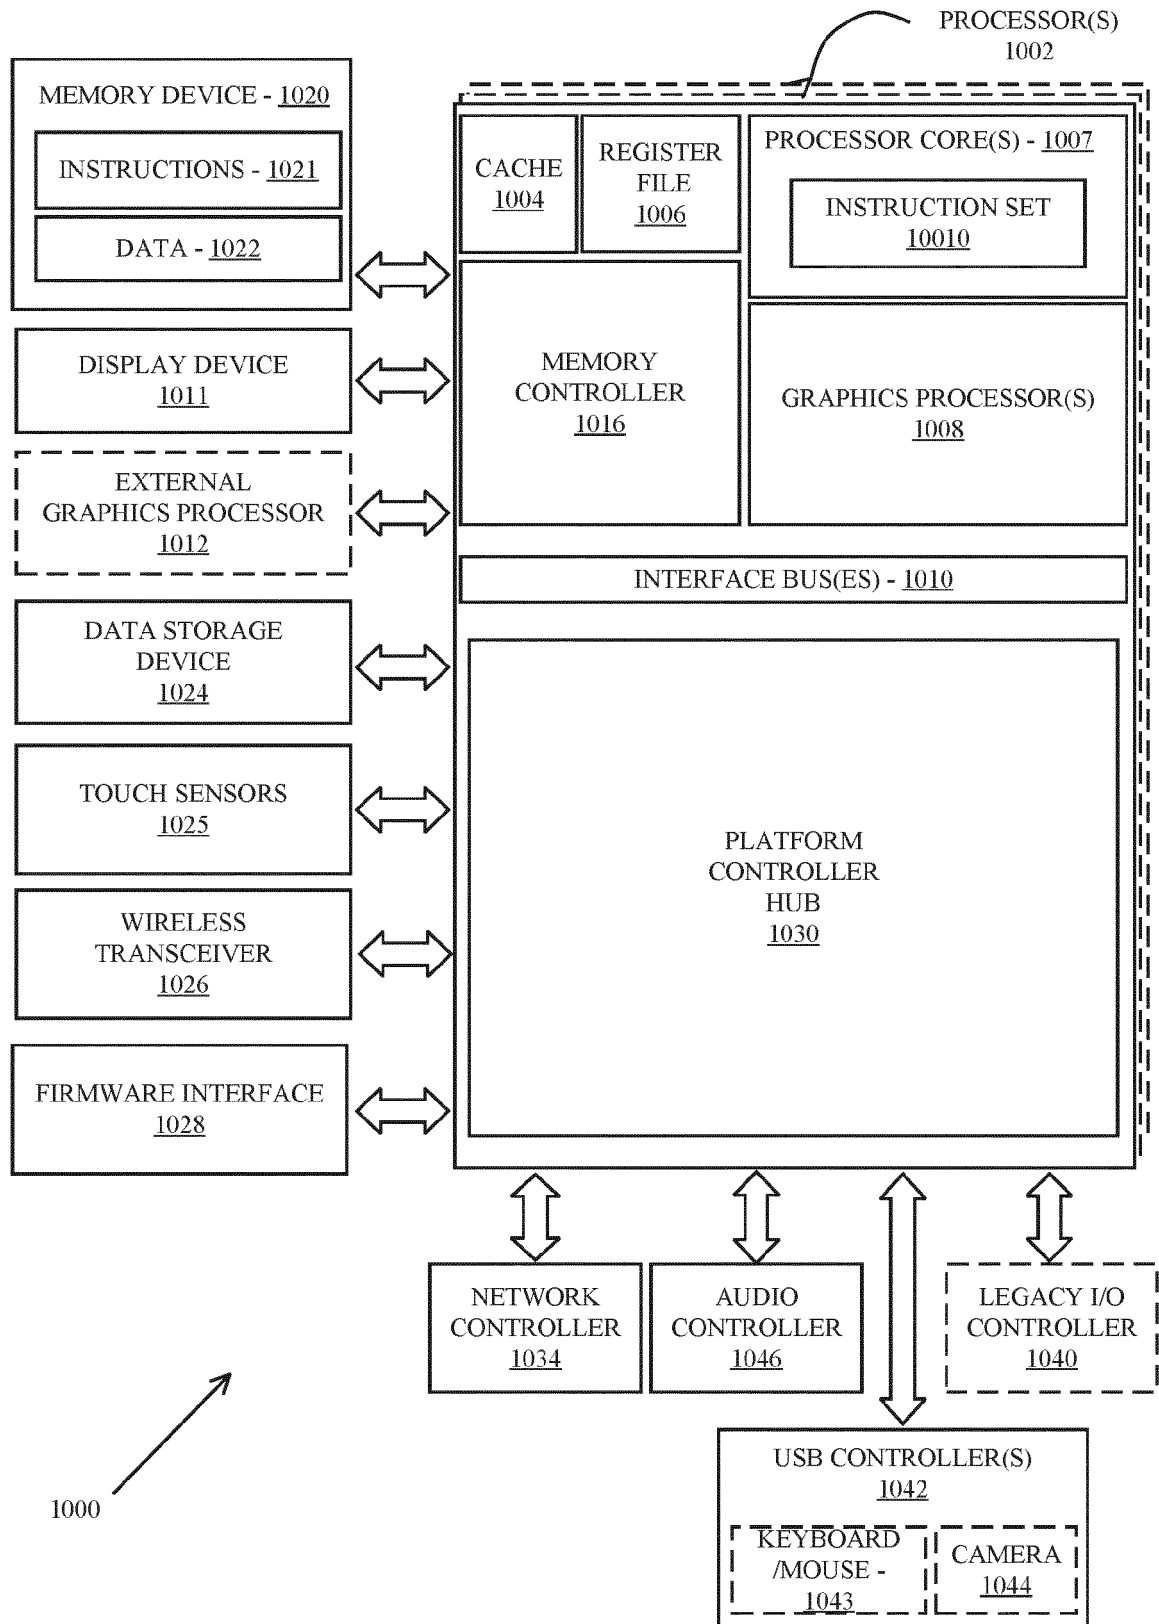 PROCESSOR(S)
1002
MEMORY DEVICE - 1020
INSTRUCTIONS - 1021
DATA - 1022
CACHE
1004
REGISTER
FILE
1006
PROCESSOR CORE(S) - 1007
INSTRUCTION SET
10010
DISPLAY DEVICE
1011
MEMORY
CONTROLLER
1016
GRAPHICS PROCESSOR(S)
1008
EXTERNAL
GRAPHICS PROCESSOR
1012
INTERFACE BUS(ES) - 1010
DATA STORAGE
DEVICE
1024
TOUCH SENSORS
1025
PLATFORM
CONTROLLER
HUB
1030
WIRELESS
TRANSCEIVER
1026
FIRMWARE INTERFACE
1028
NETWORK
CONTROLLER
1034
AUDIO
CONTROLLER
1046
LEGACY I/O
CONTROLLER
1040
USB CONTROLLER(S)
1042
KEYBOARD
/MOUSE -
1043
CAMERA
1044
1000